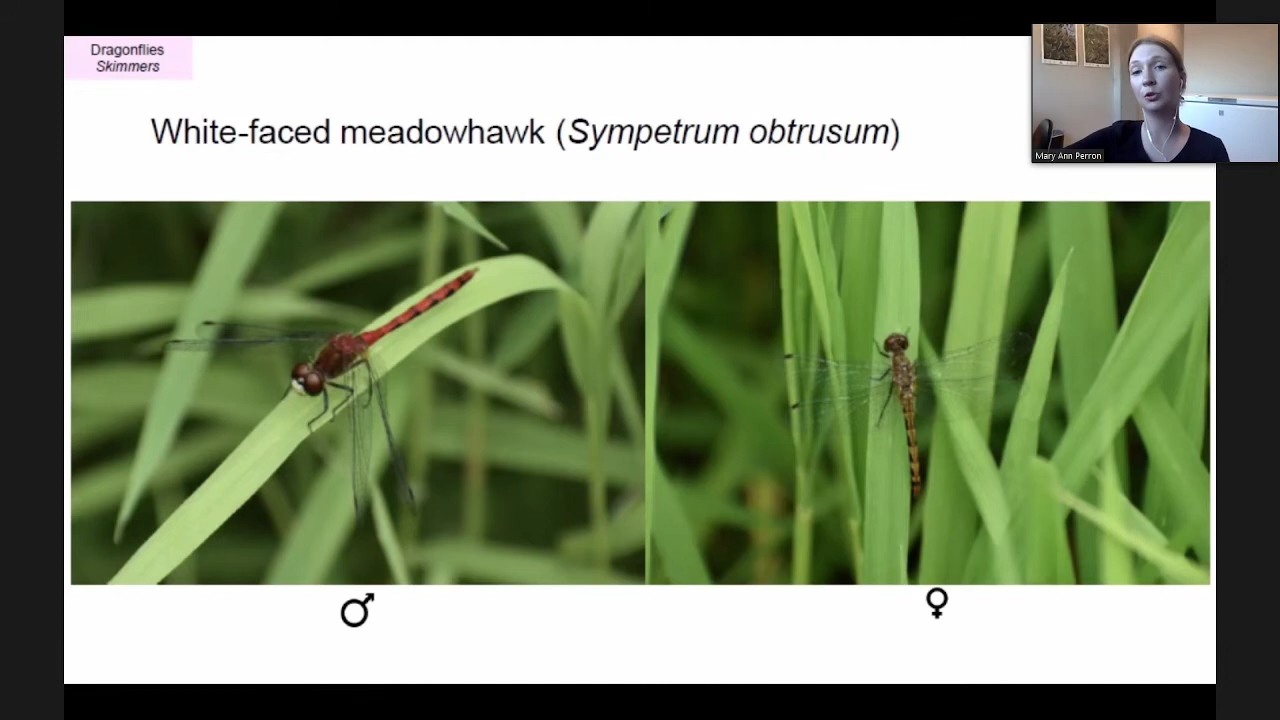 Dragonflies
Skimmers
White-faced meadowhawk (Sympetrum obtrusum)
Mary Ann Perron
♂
♀